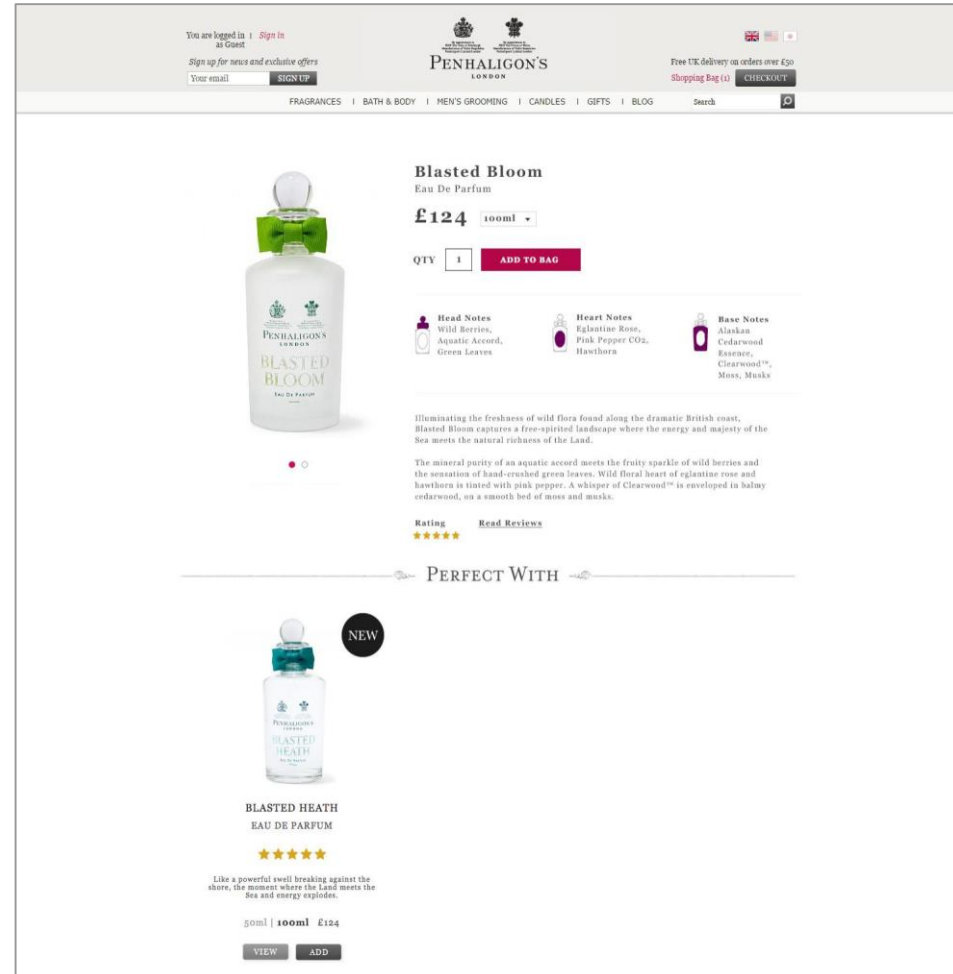 You are logged in | Sign in
as Guest
Sign up for news and exclusive offers
Your email SIGN UP
PENHALIGON'S
LONDON
Free UK delivery on orders over £50
Shopping Bag (1) CHECKOUT
FRAGRANCES | BATH & BODY | MEN'S GROOMING | CANDLES | GIFTS | BLOG Search
Blasted Bloom
Eau De Parfum
£124 100ml
QTY 1 ADD TO BAG
PENHALIGON'S
LONDON
BLASTED
BLOOM
EAU DE PARFUM
Head Notes
Wild Berries,
Aquatic Accord,
Green Leaves
Heart Notes
Eglantine Rose,
Pink Pepper CO2,
Hawthorn
Base Notes
Alaskan
Cedarwood
Essence,
Clearwood™,
Moss, Musks
Illuminating the freshness of wild flora found along the dramatic British coast,
Blasted Bloom captures a free-spirited landscape where the energy and majesty of the
Sea meets the natural richness of the Land.
The mineral purity of an aquatic accord meets the fruity sparkle of wild berries and
the sensation of hand-crushed green leaves. Wild floral heart of eglantine rose and
hawthorn is tinted with pink pepper. A whisper of Clearwood™ is enveloped in balmy
cedarwood, on a smooth bed of moss and musks.
Rating Read Reviews
PERFECT WITH
NEW
PENHALIGON'S
LONDON
BLASTED
HEATH
BLASTED HEATH
EAU DE PARFUM
Like a powerful swell breaking against the
shore, the moment where the Land meets the
Sea and energy explodes.
50ml | 100ml £124
VIEW ADD